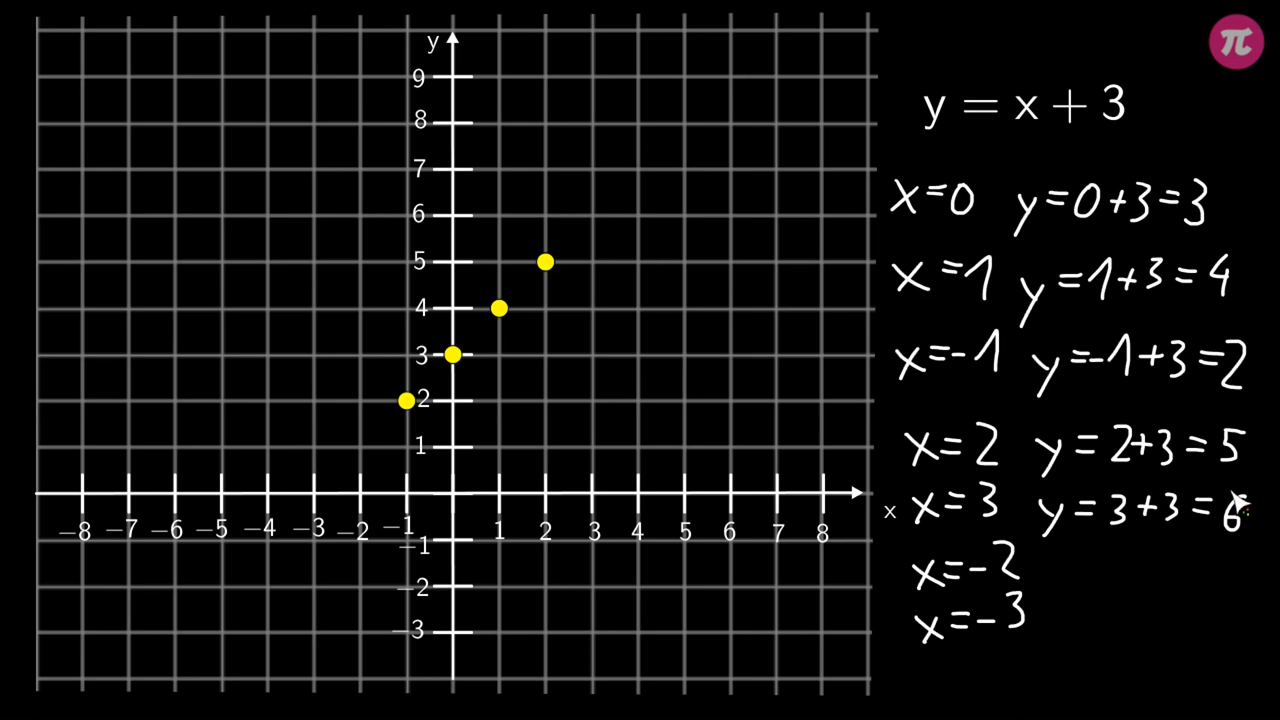 π
y
9
8
7
6
5
4
3
2
1
−8 −7 −6 −5 −4 −3 −2 −1 1 2 3 4 5 6 7 8 x
−1
−2
−3
y = x + 3
x=0 y=0+3=3
x=1 y=1+3=4
x=-1 y=-1+3=2
x=2 y=2+3=5
x=3 y=3+3=6
x=-2
x=-3